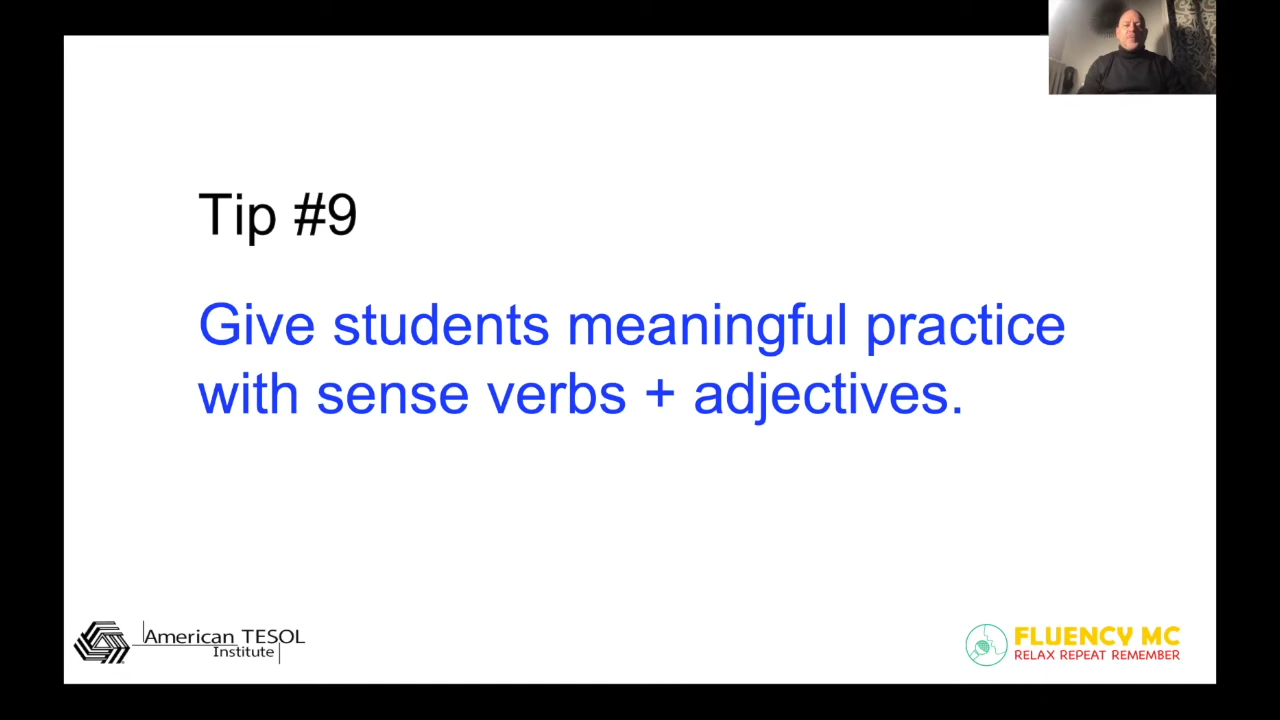 Tip #9
Give students meaningful practice
with sense verbs + adjectives.
American TESOL
Institute
FLUENCY MC
RELAX REPEAT REMEMBER